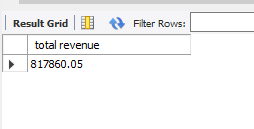 Result Grid Filter Rows:
total revenue
817860.05